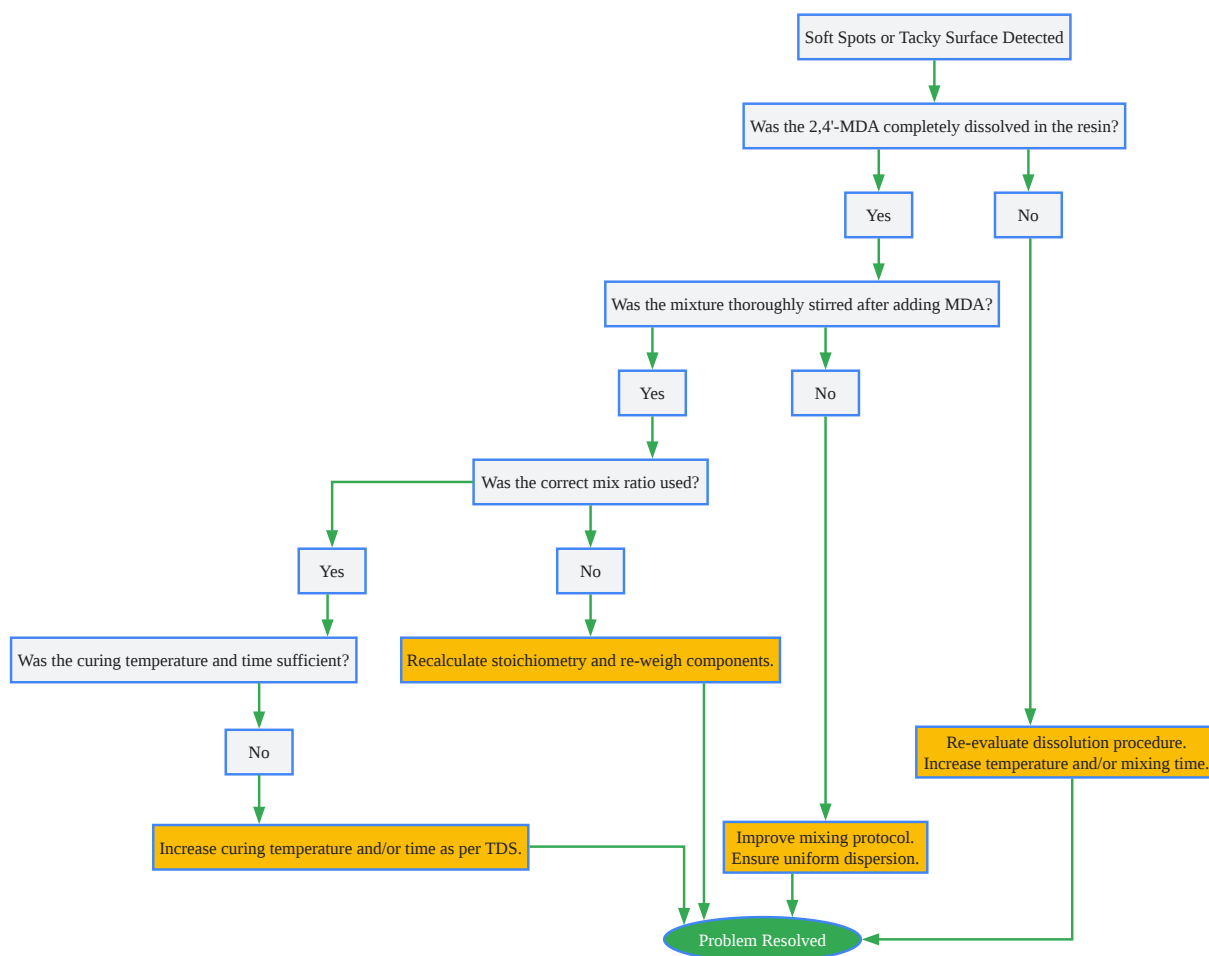 Soft Spots or Tacky Surface Detected
Was the 2,4'-MDA completely dissolved in the resin?
Yes
No
Was the mixture thoroughly stirred after adding MDA?
Yes
No
Was the correct mix ratio used?
Yes
No
Was the curing temperature and time sufficient?
Recalculate stoichiometry and re-weigh components.
No
Re-evaluate dissolution procedure.
Increase temperature and/or mixing time.
Increase curing temperature and/or time as per TDS.
Improve mixing protocol.
Ensure uniform dispersion.
Problem Resolved